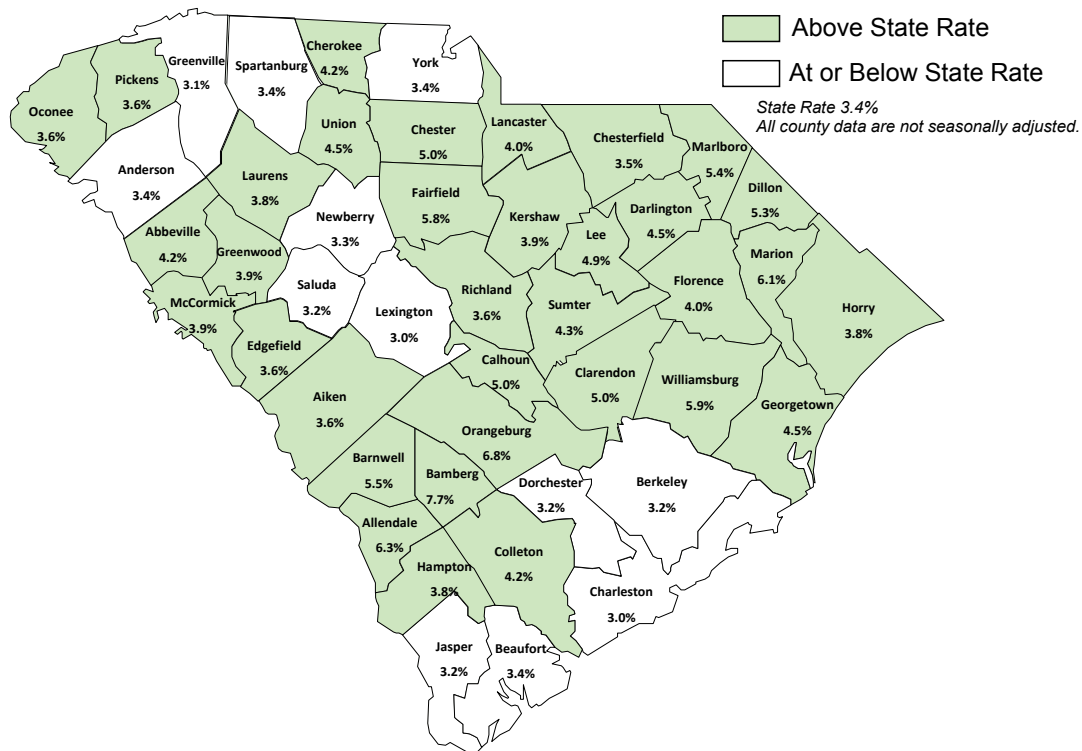 Above State Rate
At or Below State Rate
State Rate 3.4%
All county data are not seasonally adjusted.
Cherokee
4.2%
York
3.4%
Greenville
3.1%
Spartanburg
3.4%
Pickens
3.6%
Oconee
3.6%
Union
4.5%
Chester
5.0%
Lancaster
4.0%
Chesterfield
3.5%
Marlboro
5.4%
Anderson
3.4%
Laurens
3.8%
Dillon
5.3%
Fairfield
5.8%
Kershaw
3.9%
Darlington
4.5%
Newberry
3.3%
Lee
4.9%
Abbeville
4.2%
Greenwood
3.9%
Marion
6.1%
Saluda
3.2%
Richland
3.6%
Florence
4.0%
McCormick
3.9%
Lexington
3.0%
Sumter
4.3%
Horry
3.8%
Edgefield
3.6%
Calhoun
5.0%
Clarendon
5.0%
Williamsburg
5.9%
Aiken
3.6%
Georgetown
4.5%
Orangeburg
6.8%
Barnwell
5.5%
Bamberg
7.7%
Dorchester
3.2%
Berkeley
3.2%
Allendale
6.3%
Colleton
4.2%
Hampton
3.8%
Charleston
3.0%
Jasper
3.2%
Beaufort
3.4%